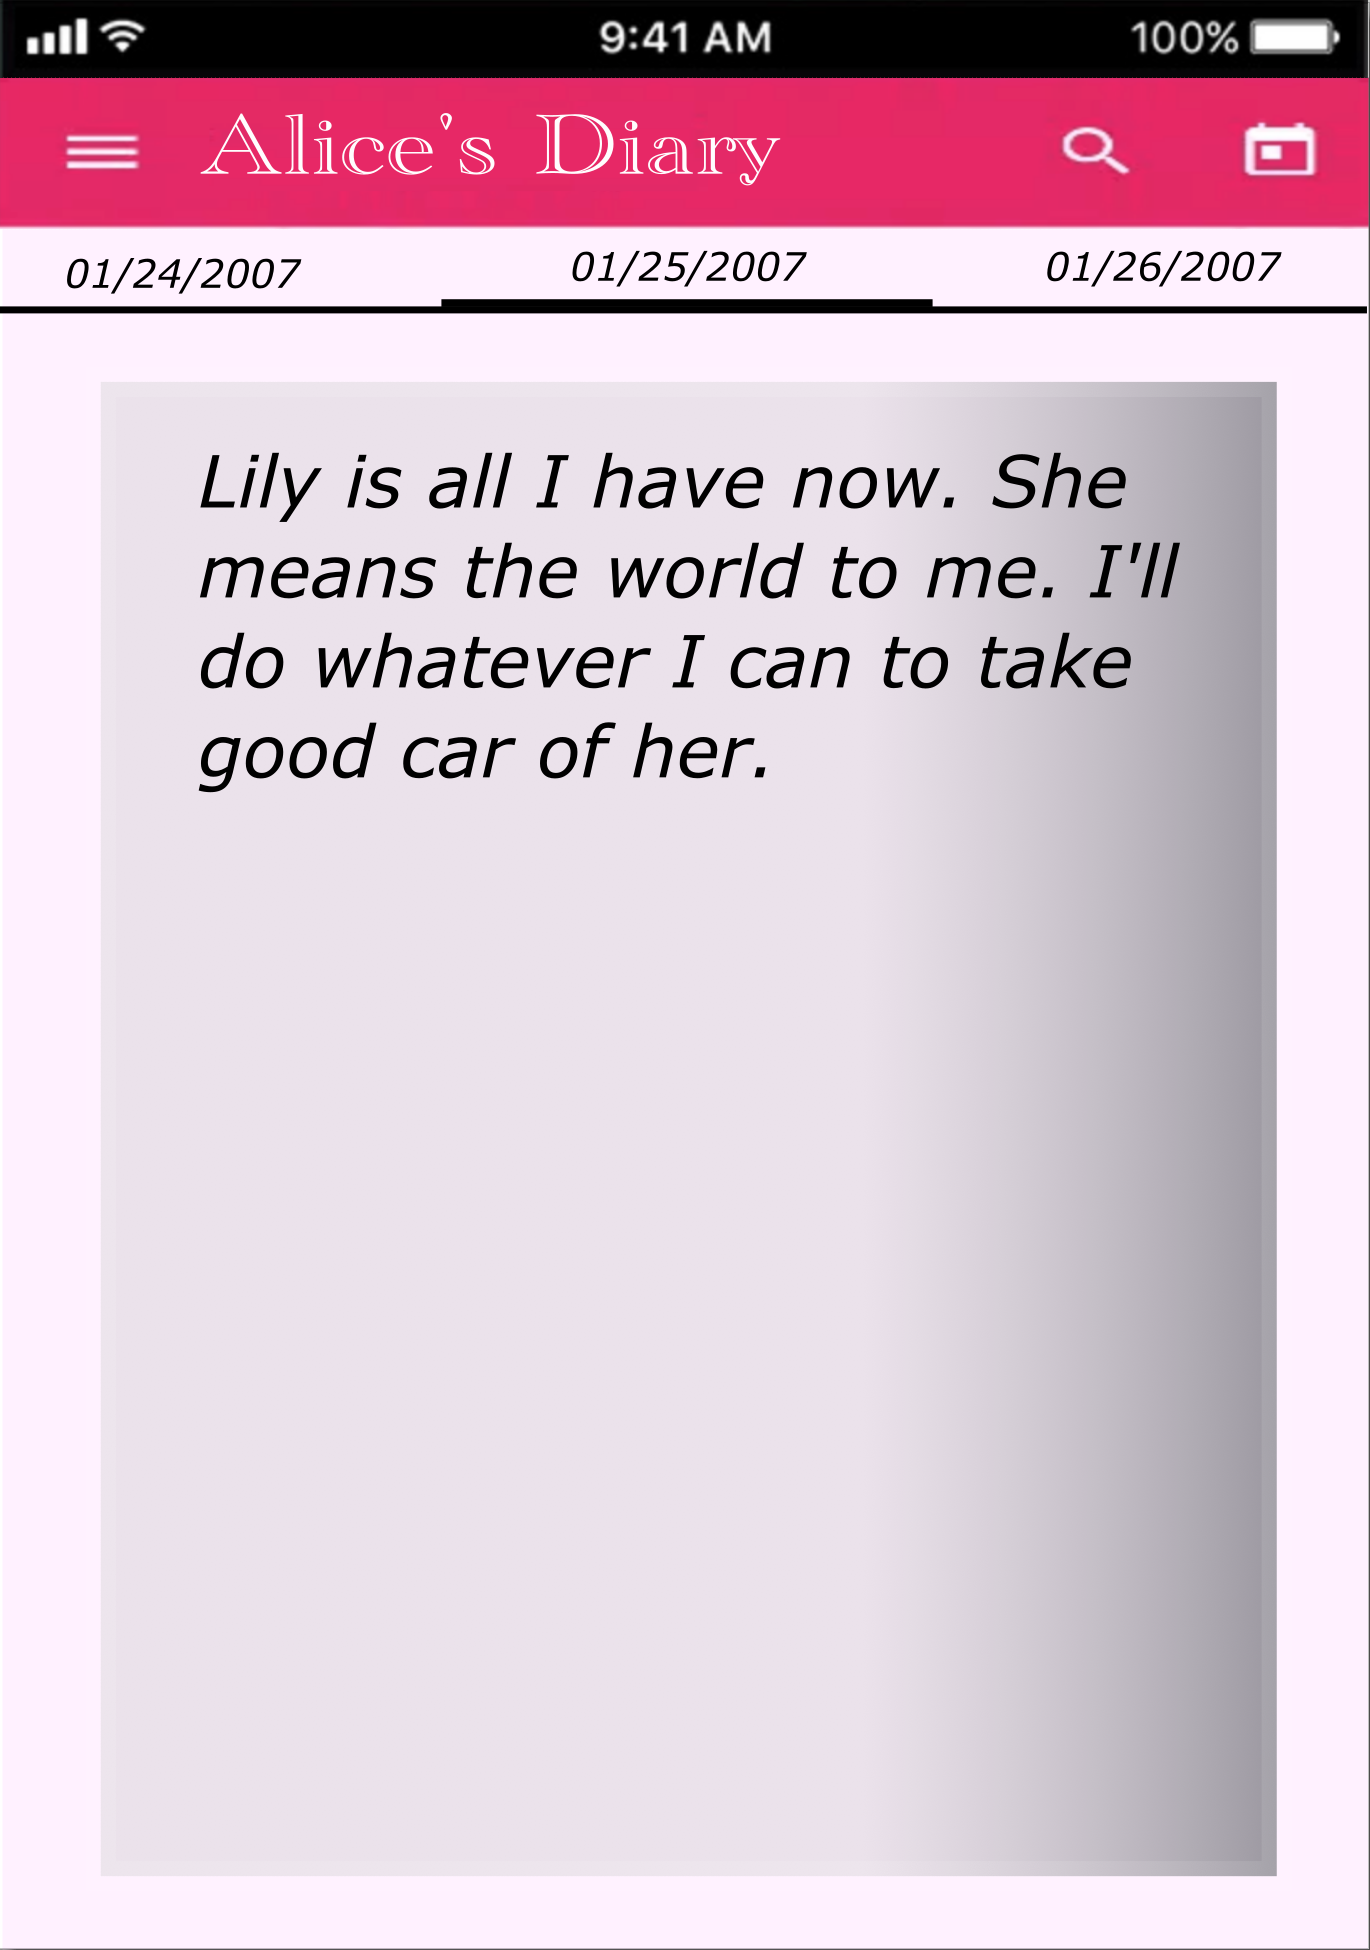 9:41 AM 100%
Alice's Diary
01/24/2007 01/25/2007 01/26/2007
Lily is all I have now. She
means the world to me. I'll
do whatever I can to take
good car of her.